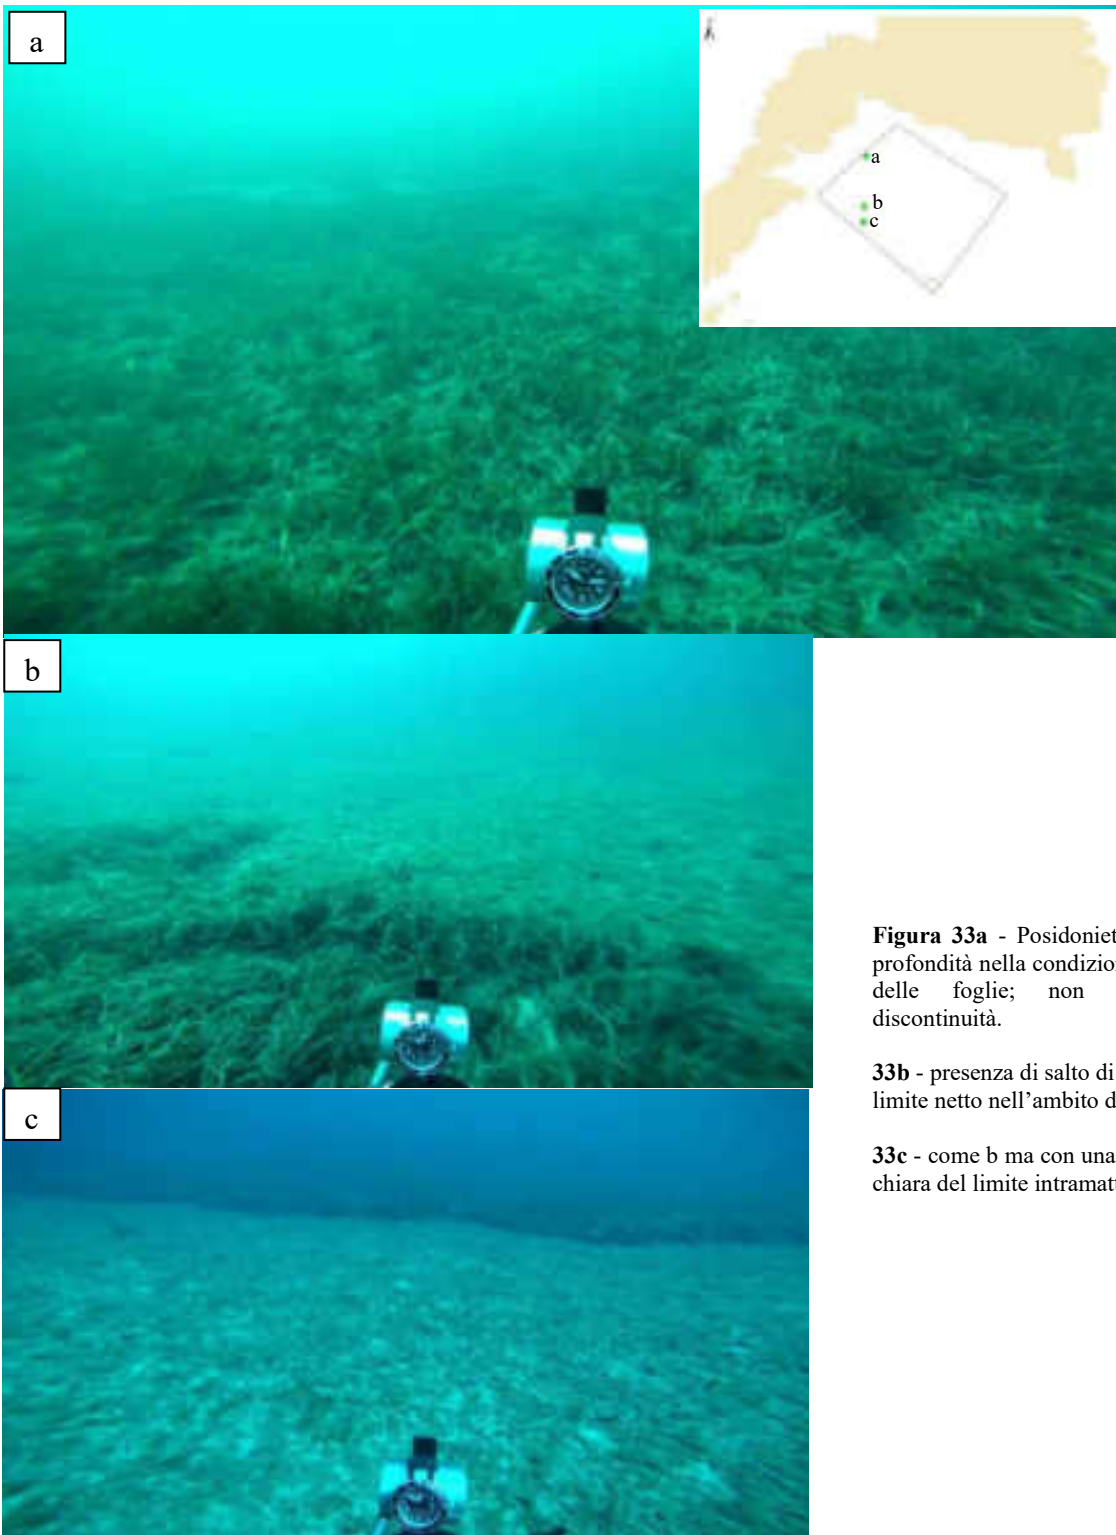 a
a
b
c
b
Figura 33a - Posidoniet
profondità nella condizio
delle foglie; non
discontinuità.
33b - presenza di salto di
limite netto nell'ambito d
33c - come b ma con una
chiara del limite intramat
c